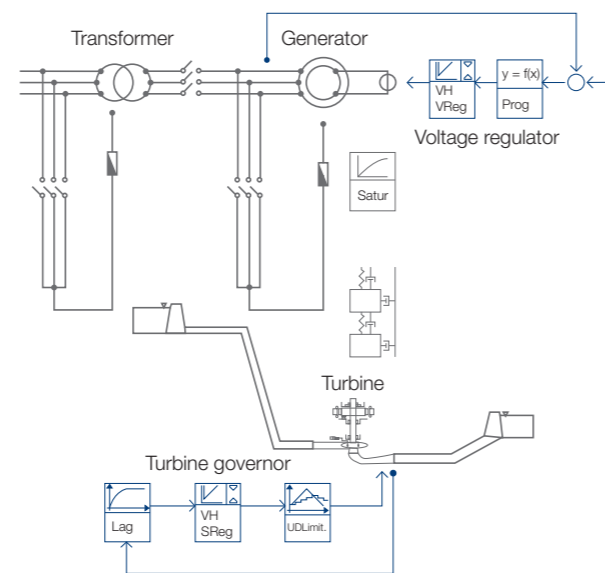 Transformer
Generator
VH
VReg
y = f(x)
Prog
Voltage regulator
Satur
Turbine
Turbine governor
Lag
VH
SReg
UDLimit.